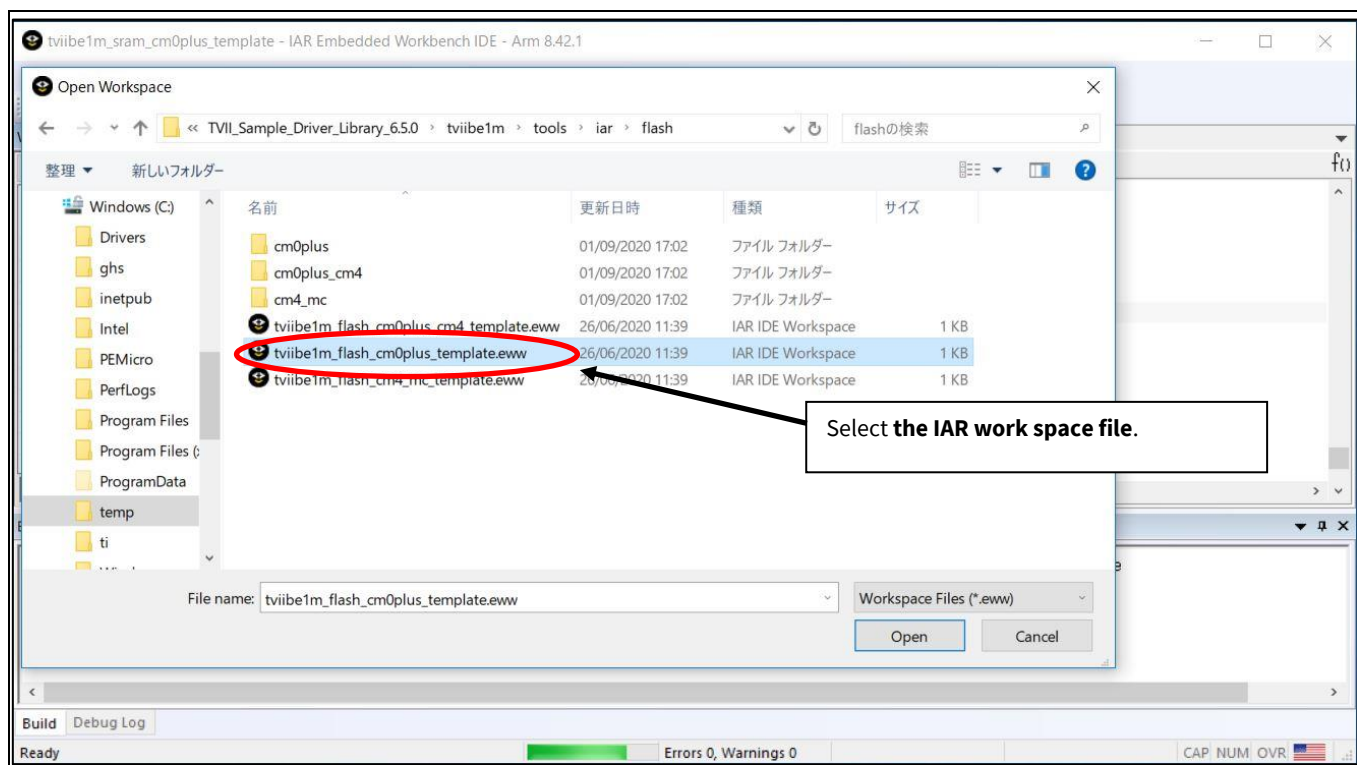 tviibe1m_sram_cm0plus_template - IAR Embedded Workbench IDE - Arm 8.42.1
Open Workspace
« TVII_Sample_Driver_Library_6.5.0 › tviibe1m › tools › iar › flash
flashの検索
整理 新しいフォルダー
Windows (C:)
Drivers
ghs
inetpub
Intel
PEMicro
PerfLogs
Program Files
Program Files (
ProgramData
temp
ti
名前 更新日時 種類 サイズ
cm0plus 01/09/2020 17:02 ファイル フォルダー
cm0plus_cm4 01/09/2020 17:02 ファイル フォルダー
cm4_mc 01/09/2020 17:02 ファイル フォルダー
tviibe1m_flash_cm0plus_cm4_template.eww 26/06/2020 11:39 IAR IDE Workspace 1 KB
tviibe1m_flash_cm0plus_template.eww 26/06/2020 11:39 IAR IDE Workspace 1 KB
tviibe1m_flash_cm4_mc_template.eww 26/06/2020 11:39 IAR IDE Workspace 1 KB
Select the IAR work space file.
File name: tviibe1m_flash_cm0plus_template.eww
Workspace Files (*.eww)
Open Cancel
f()
Build Debug Log
Ready Errors 0, Warnings 0 CAP NUM OVR